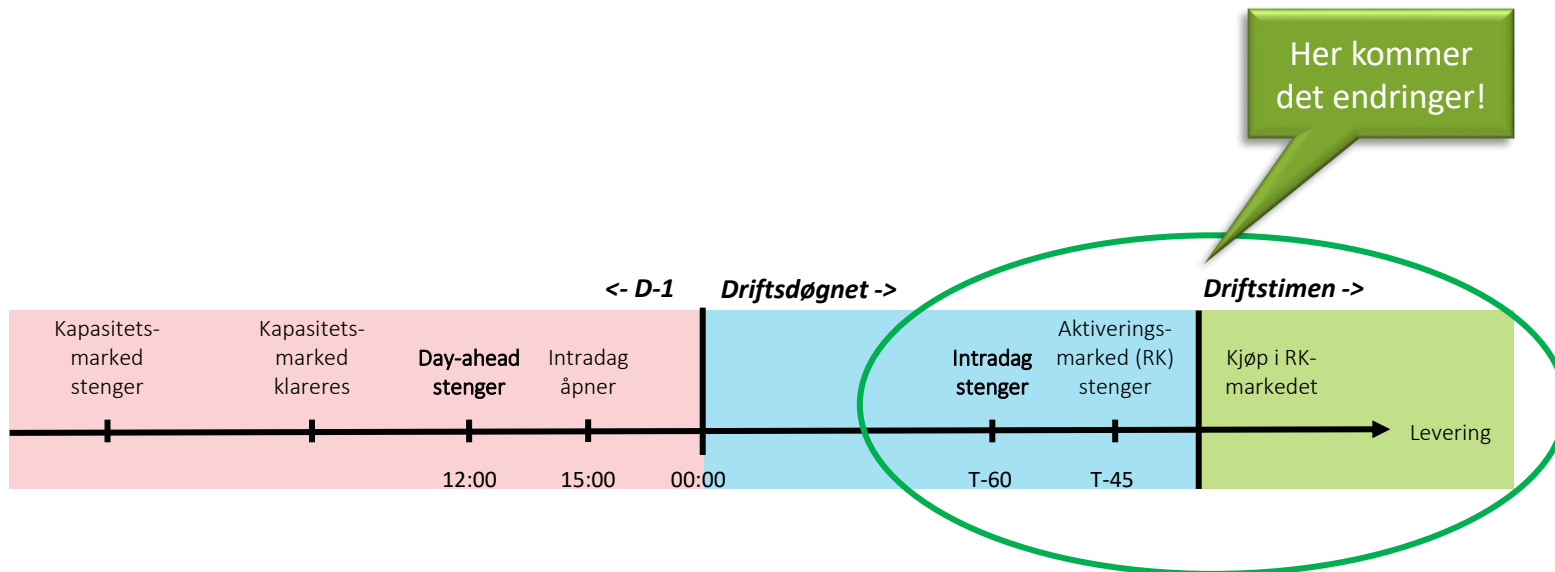 Her kommer
det endringer!
<- D-1
Driftsdøgnet ->
Driftstimen ->
Kapasitets-
marked
stenger
Kapasitets-
marked
klareres
Day-ahead
stenger
Intradag
åpner
Intradag
stenger
Aktiverings-
marked (RK)
stenger
Kjøp i RK-
markedet
Levering
12:00
15:00
00:00
T-60
T-45